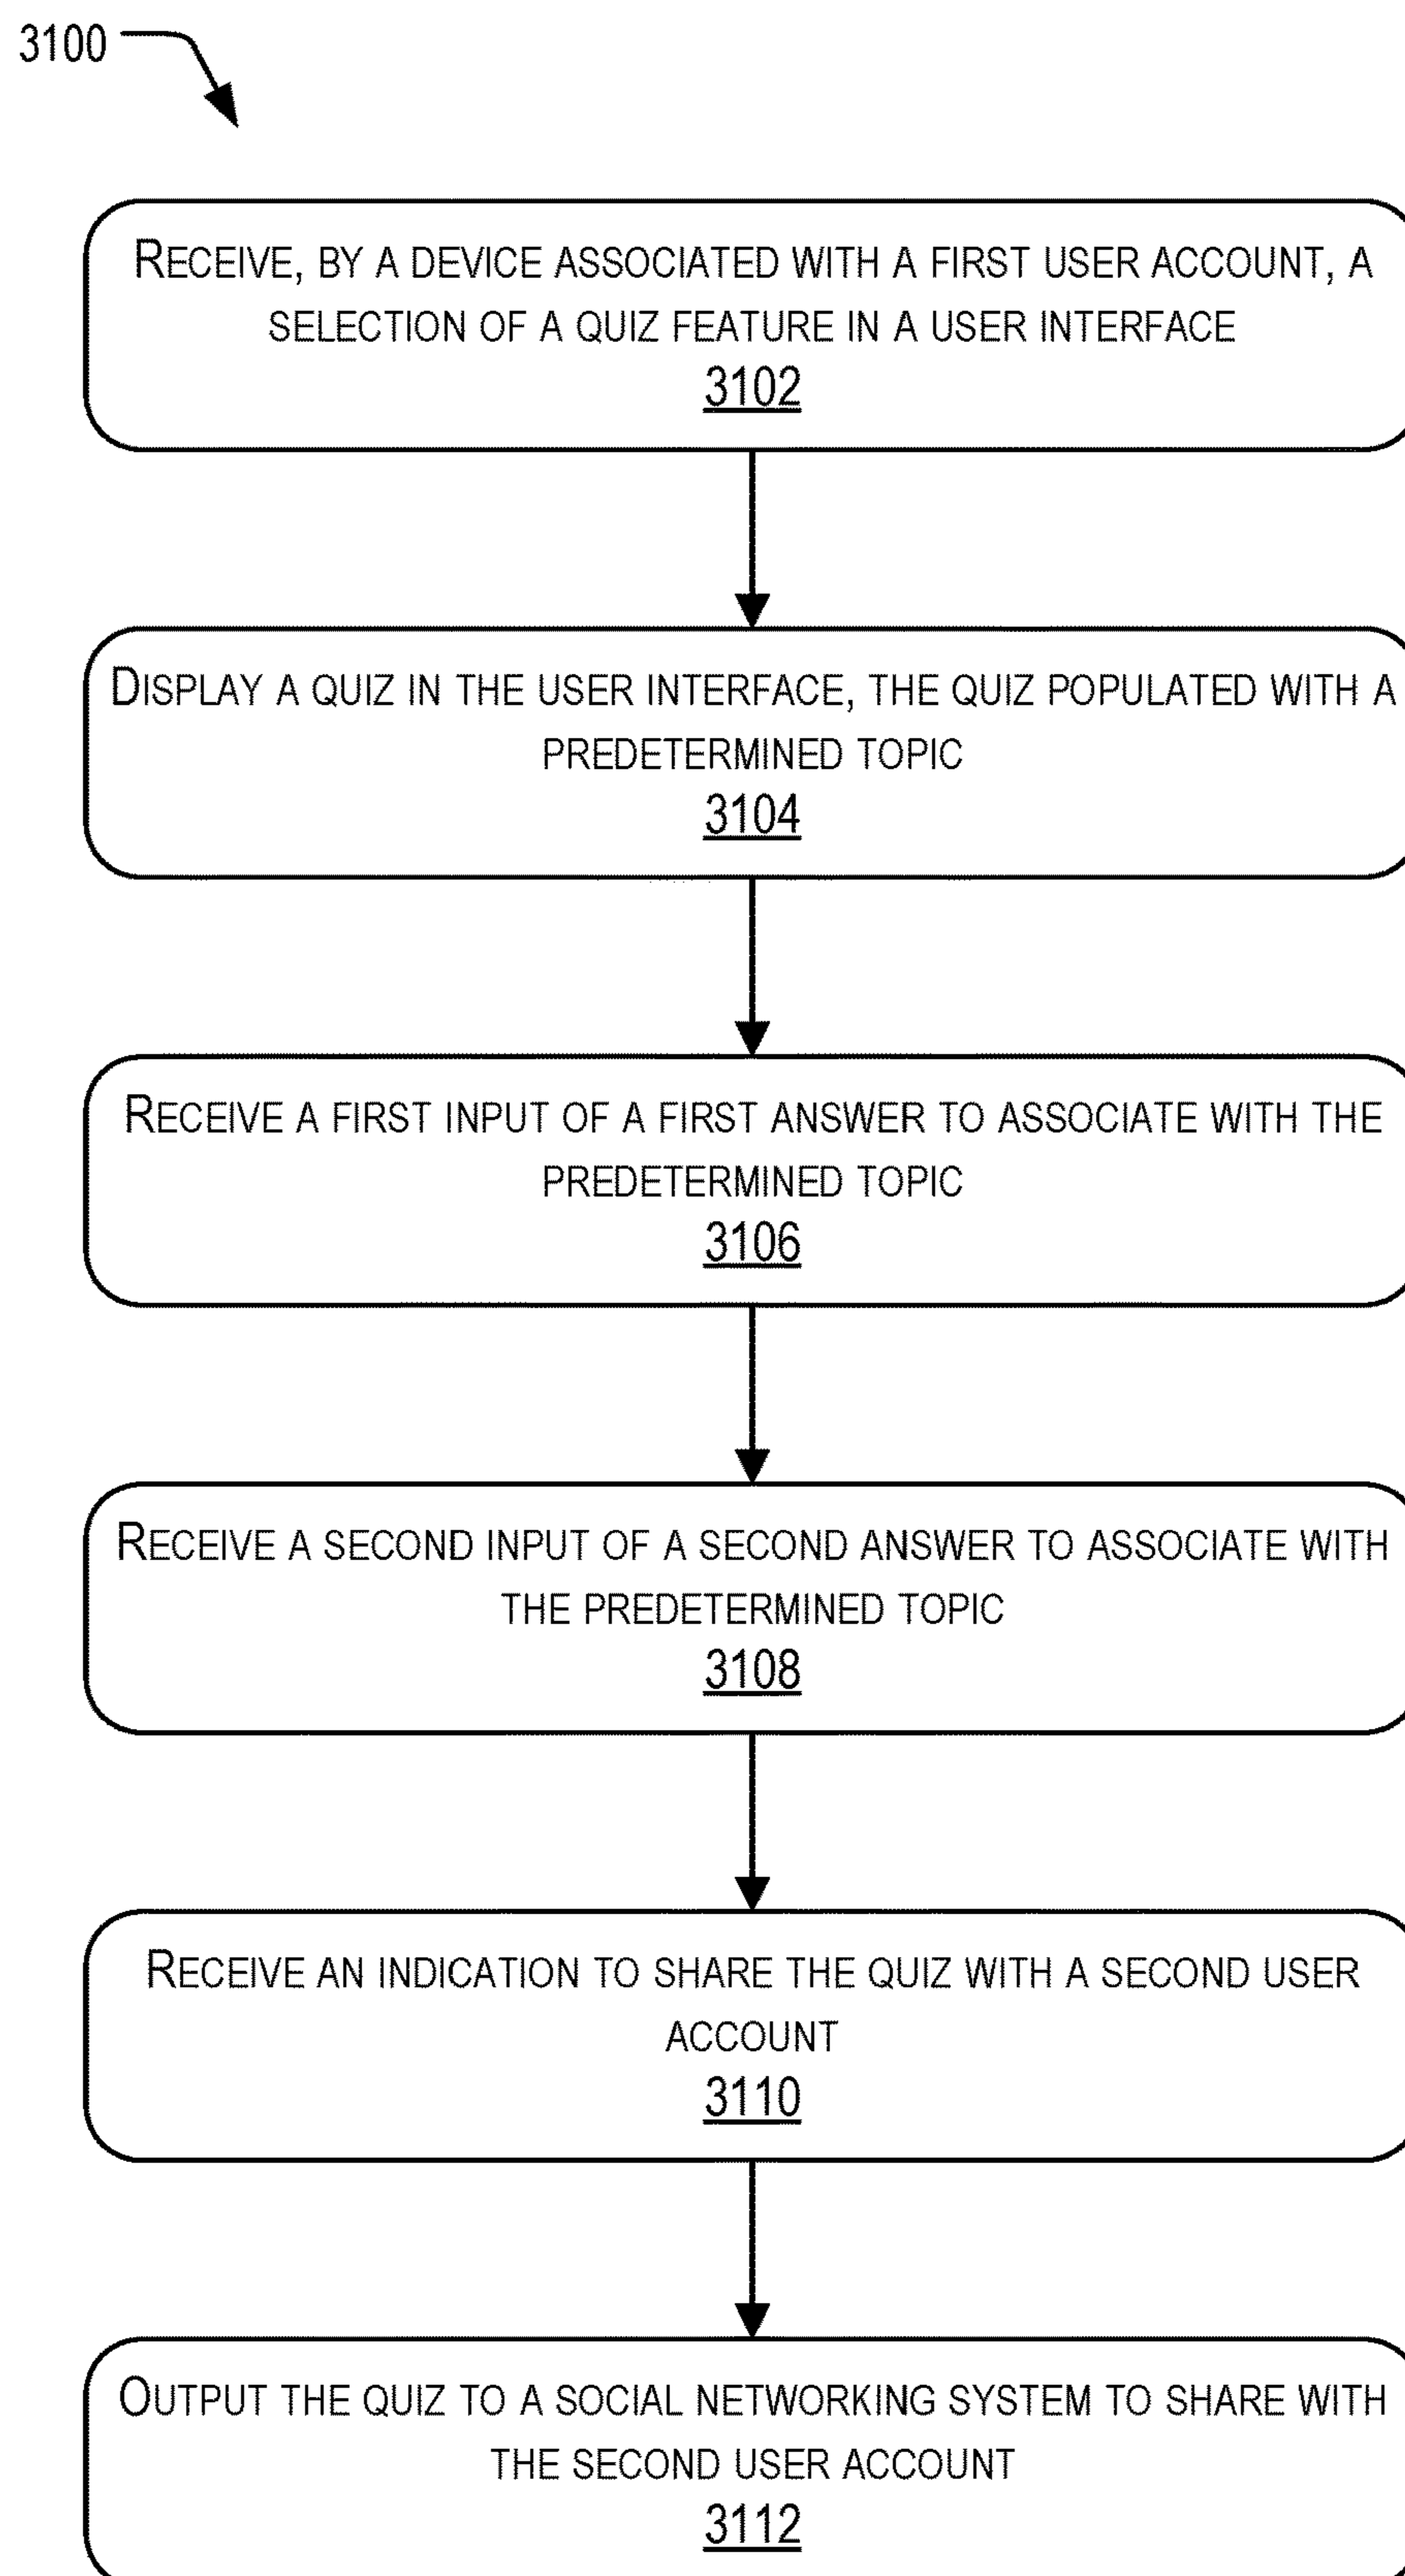 3100
RECEIVE, BY A DEVICE ASSOCIATED WITH A FIRST USER ACCOUNT, A
SELECTION OF A QUIZ FEATURE IN A USER INTERFACE
3102
DISPLAY A QUIZ IN THE USER INTERFACE, THE QUIZ POPULATED WITH A
PREDETERMINED TOPIC
3104
RECEIVE A FIRST INPUT OF A FIRST ANSWER TO ASSOCIATE WITH THE
PREDETERMINED TOPIC
3106
RECEIVE A SECOND INPUT OF A SECOND ANSWER TO ASSOCIATE WITH
THE PREDETERMINED TOPIC
3108
RECEIVE AN INDICATION TO SHARE THE QUIZ WITH A SECOND USER
ACCOUNT
3110
OUTPUT THE QUIZ TO A SOCIAL NETWORKING SYSTEM TO SHARE WITH
THE SECOND USER ACCOUNT
3112